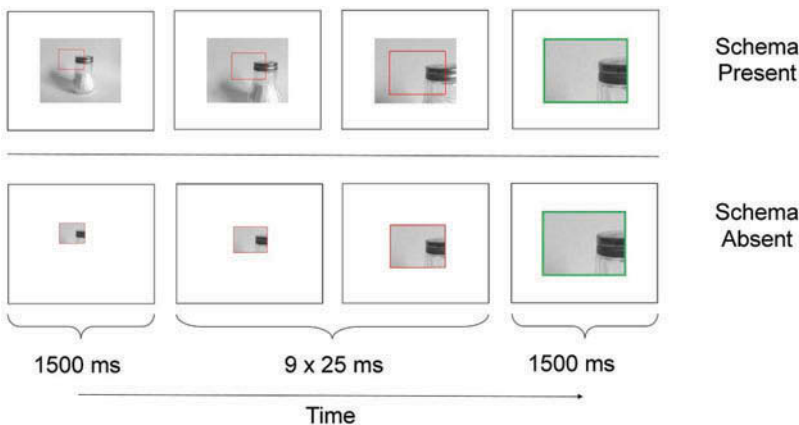 Schema
Present
Schema
Absent
1500 ms
9 x 25 ms
1500 ms
Time